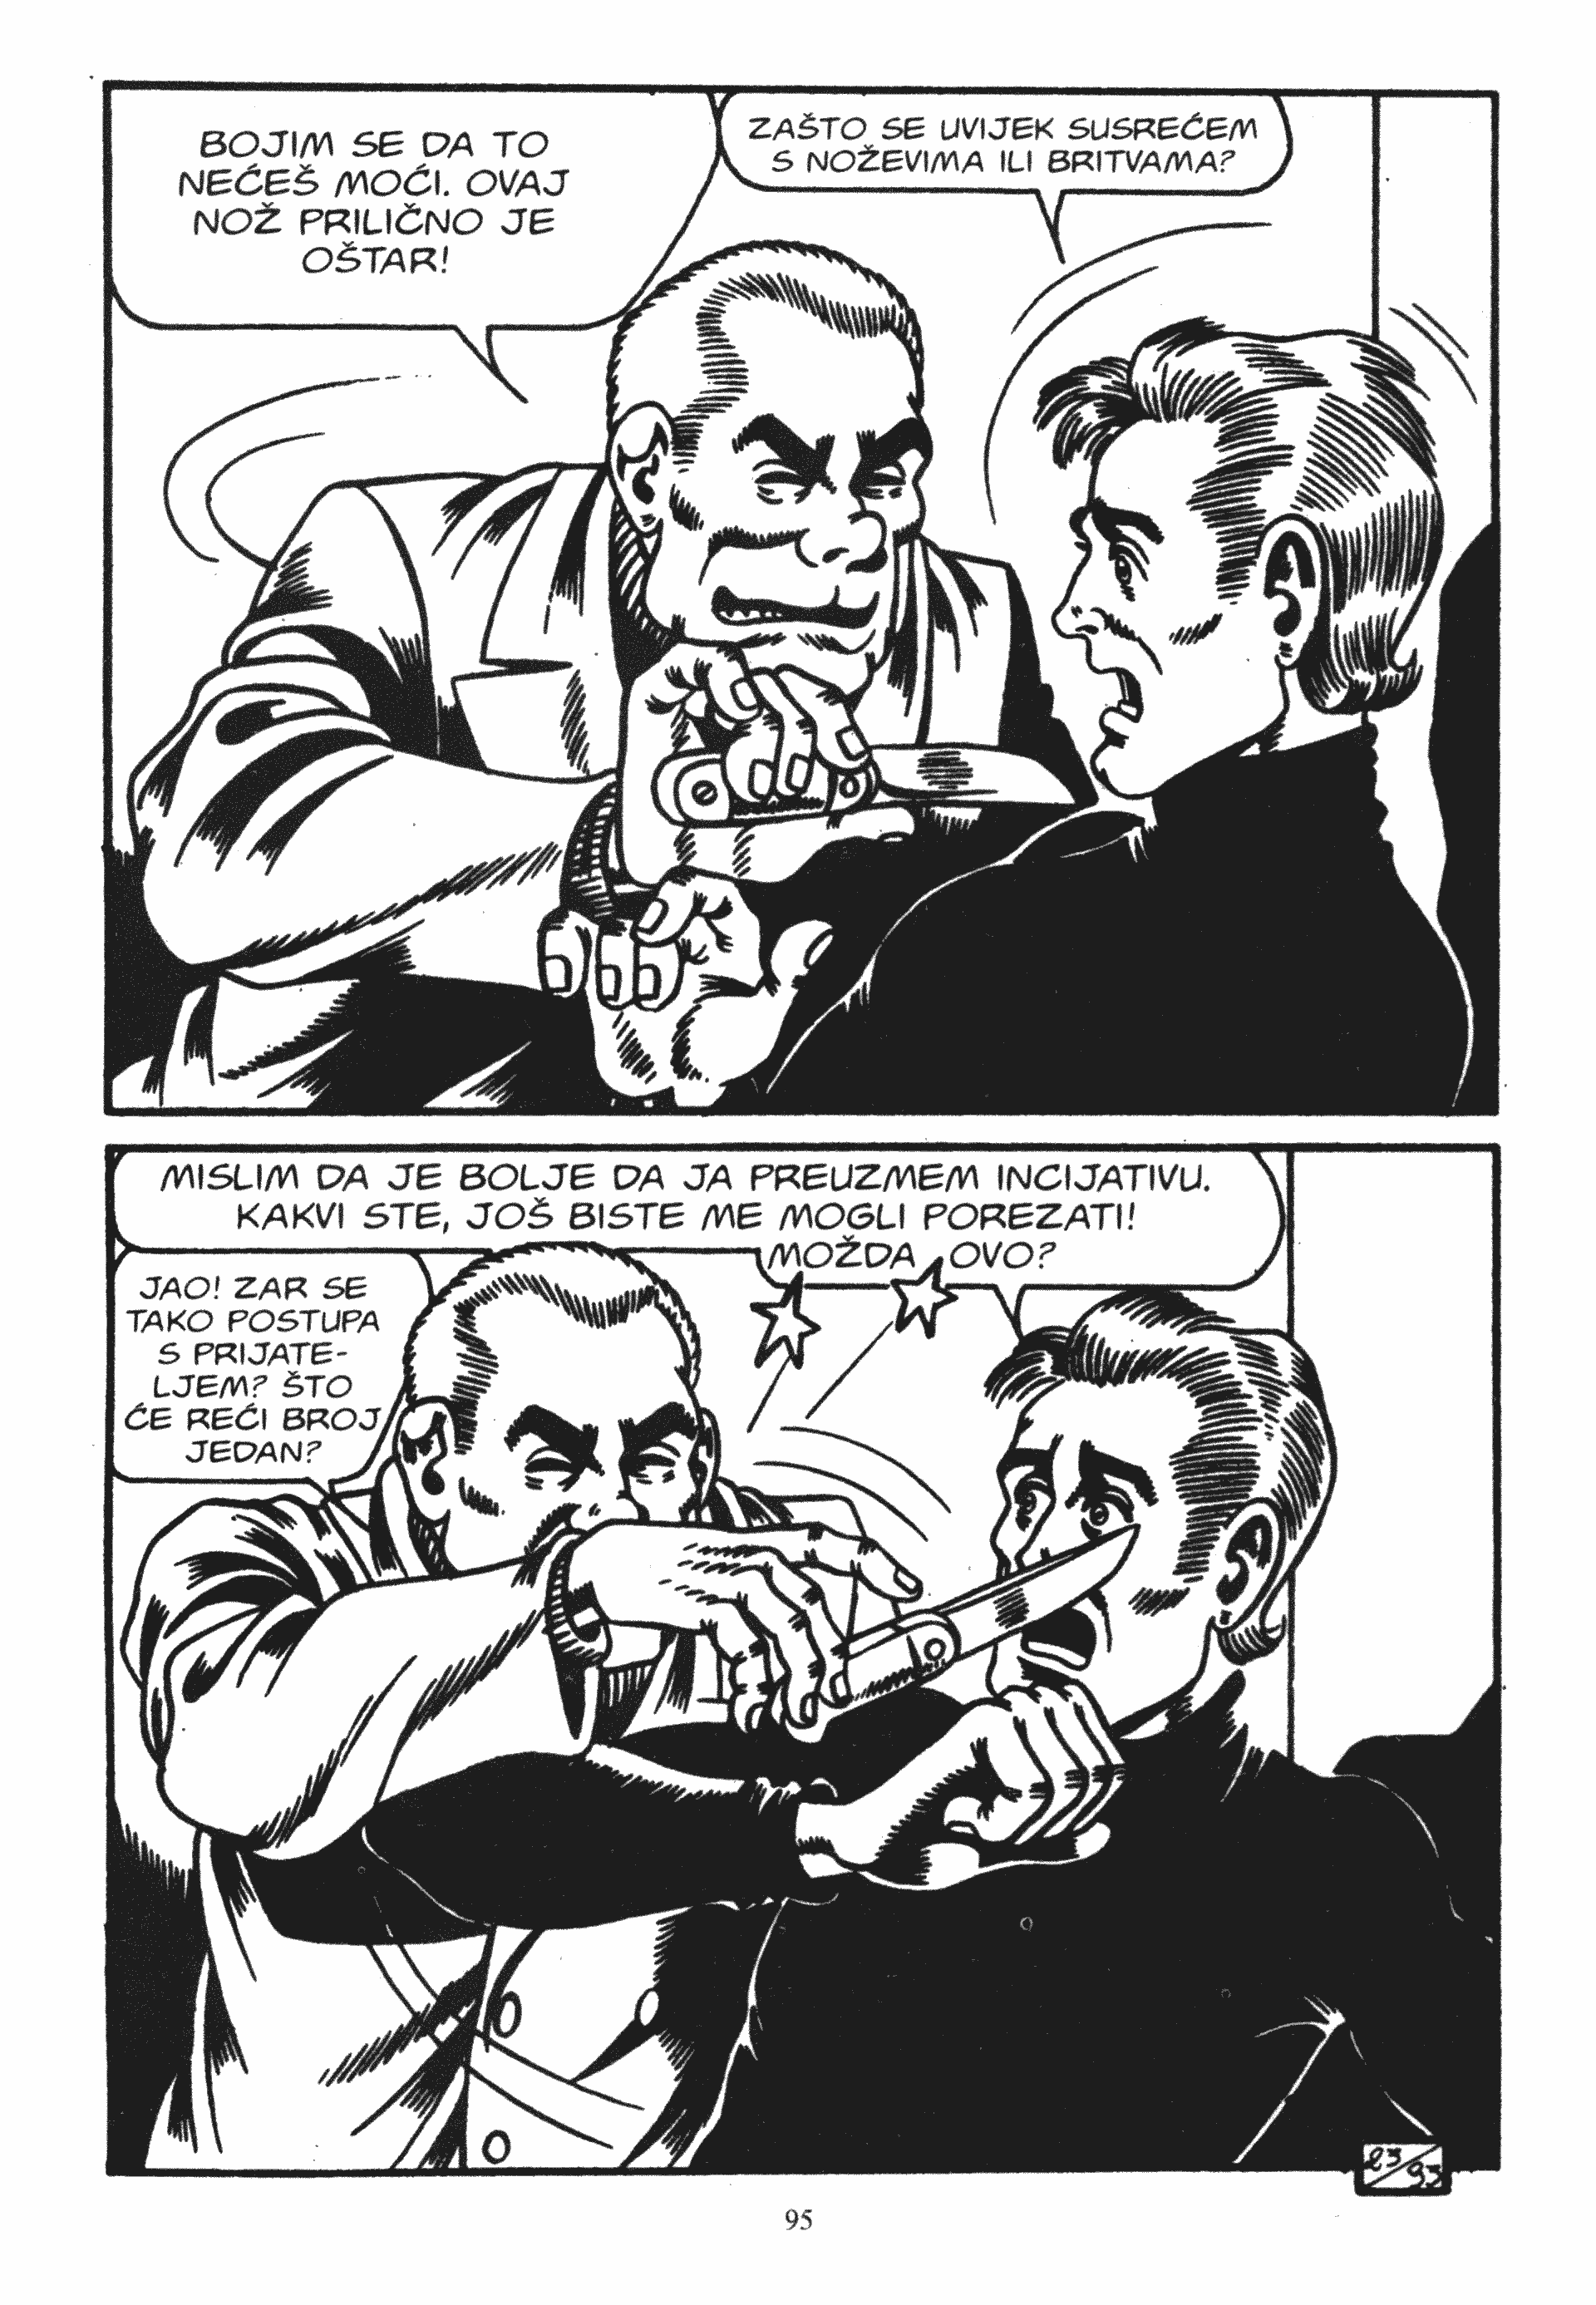 BOJIM SE DA TO
NEĆEŠ MOĆI. OVAJ
NOŽ PRILIČNO JE
OŠTAR!
ZAŠTO SE UVIJEK SUSREĆEM
S NOŽEVIMA ILI BRITVAMA?
MISLIM DA JE BOLJE DA JA PREUZMEM INCIJATIVU.
KAKVI STE, JOŠ BISTE ME MOGLI POREZATI!
MOŽDA OVO?
JAO! ZAR SE
TAKO POSTUPA
S PRIJATE-
LJEM? ŠTO
ĆE REĆI BROJ
JEDAN?
23/93
95